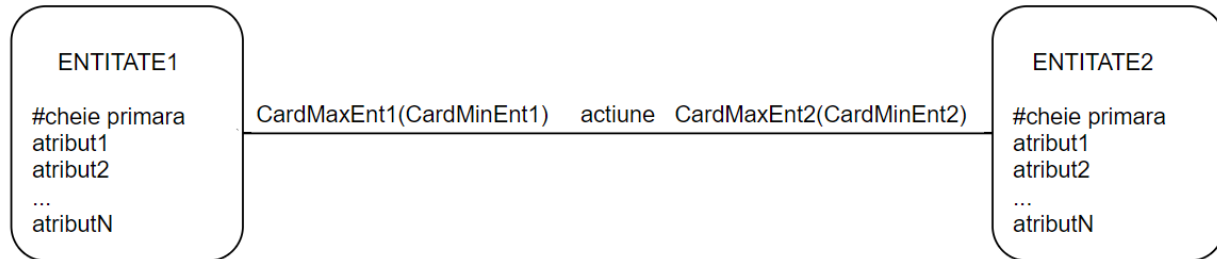 ENTITATE1
#cheie primara
atribut1
atribut2
...
atributN
CardMaxEnt1(CardMinEnt1) actiune CardMaxEnt2(CardMinEnt2)
ENTITATE2
#cheie primara
atribut1
atribut2
...
atributN